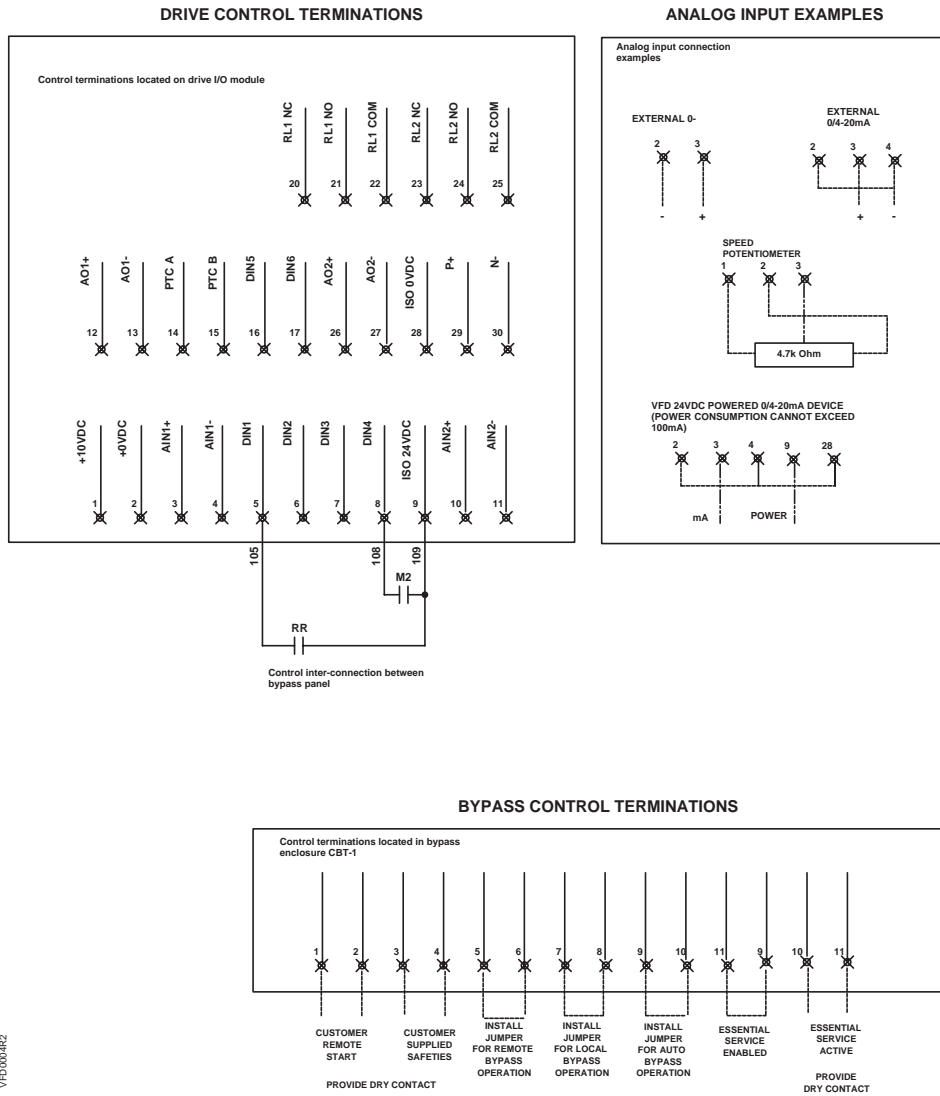 DRIVE CONTROL TERMINATIONS
Control terminations located on drive I/O module
RL1 NC
RL1 NO
RL1 COM
RL2 NC
RL2 NO
RL2 COM
20 21 22 23 24 25
AO1+
AO1-
PTC A
PTC B
DIN5
DIN6
AO2+
AO2-
ISO 0VDC
P+
N-
12 13 14 15 16 17 26 27 28 29 30
+10VDC
+0VDC
AIN1+
AIN1-
DIN1
DIN2
DIN3
DIN4
ISO 24VDC
AIN2+
AIN2-
1 2 3 4 5 6 7 8 9 10 11
105
108
109
M2
RR
Control inter-connection between
bypass panel
ANALOG INPUT EXAMPLES
Analog input connection
examples
EXTERNAL 0-
2 3
- +
EXTERNAL
0/4-20mA
2 3 4
+ -
SPEED
POTENTIOMETER
1 2 3
4.7k Ohm
VFD 24VDC POWERED 0/4-20mA DEVICE
(POWER CONSUMPTION CANNOT EXCEED
100mA)
2 3 4 9 28
mA POWER
BYPASS CONTROL TERMINATIONS
Control terminations located in bypass
enclosure CBT-1
1 2 3 4 5 6 7 8 9 10 11 9 10 11
CUSTOMER
REMOTE
START
CUSTOMER
SUPPLIED
SAFETIES
PROVIDE DRY CONTACT
INSTALL
JUMPER
FOR REMOTE
BYPASS
OPERATION
INSTALL
JUMPER
FOR LOCAL
BYPASS
OPERATION
INSTALL
JUMPER
FOR AUTO
BYPASS
OPERATION
ESSENTIAL
SERVICE
ENABLED
ESSENTIAL
SERVICE
ACTIVE
PROVIDE
DRY CONTACT
VFD0004R2